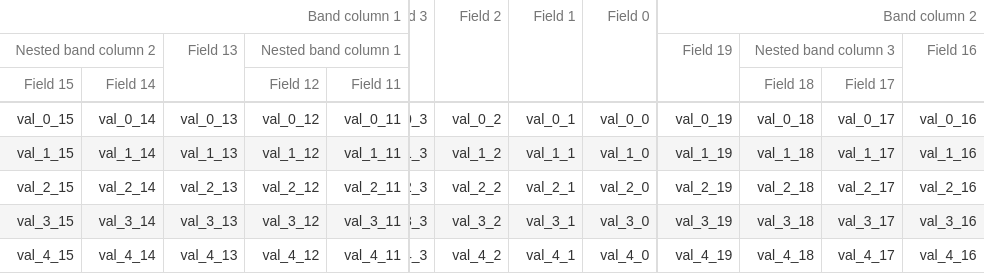 Band column 1 d 3 Field 2 Field 1 Field 0 Band column 2
Nested band column 2 Field 13 Nested band column 1 Field 19 Nested band column 3 Field 16
Field 15 Field 14 Field 12 Field 11 Field 18 Field 17
val_0_15 val_0_14 val_0_13 val_0_12 val_0_11 _3 val_0_2 val_0_1 val_0_0 val_0_19 val_0_18 val_0_17 val_0_16
val_1_15 val_1_14 val_1_13 val_1_12 val_1_11 _3 val_1_2 val_1_1 val_1_0 val_1_19 val_1_18 val_1_17 val_1_16
val_2_15 val_2_14 val_2_13 val_2_12 val_2_11 _3 val_2_2 val_2_1 val_2_0 val_2_19 val_2_18 val_2_17 val_2_16
val_3_15 val_3_14 val_3_13 val_3_12 val_3_11 _3 val_3_2 val_3_1 val_3_0 val_3_19 val_3_18 val_3_17 val_3_16
val_4_15 val_4_14 val_4_13 val_4_12 val_4_11 _3 val_4_2 val_4_1 val_4_0 val_4_19 val_4_18 val_4_17 val_4_16